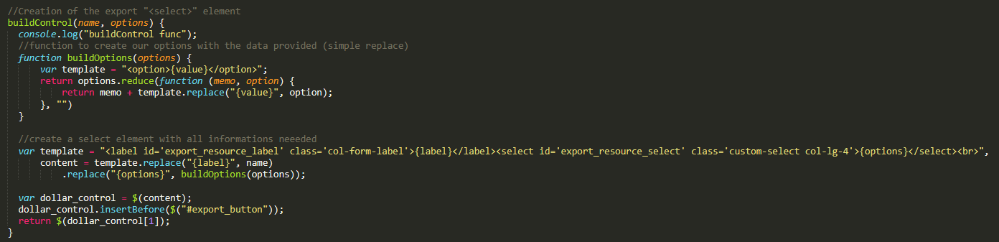 //Creation of the export "<select>" element
buildControl(name, options) {
console.log("buildControl func");
//function to create our options with the data provided (simple replace)
function buildOptions(options) {
var template = "<option>{value}</option>";
return options.reduce(function (memo, option) {
return memo + template.replace("{value}", option);
}, "")
}
//create a select element with all informations neeeded
var template = "<label id='export_resource_label' class='col-form-label'>{label}</label><select id='export_resource_select' class='custom-select col-lg-4'>{options}</select><br>",
content = template.replace("{label}", name)
.replace("{options}", buildOptions(options));
var dollar_control = $(content);
dollar_control.insertBefore($("#export_button"));
return $(dollar_control[1]);
}